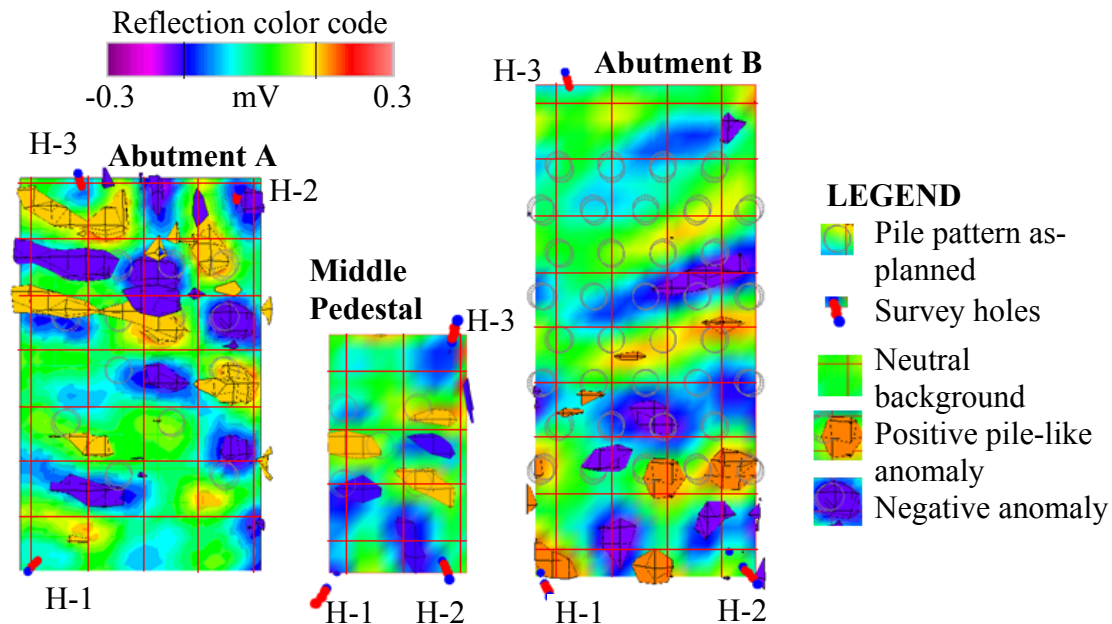 Reflection color code
-0.3 mV 0.3
H-3
Abutment A
H-2
H-1
Middle
Pedestal
H-3
H-1
H-2
H-3
Abutment B
H-1
H-2
LEGEND
Pile pattern as-
planned
Survey holes
Neutral
background
Positive pile-like
anomaly
Negative anomaly